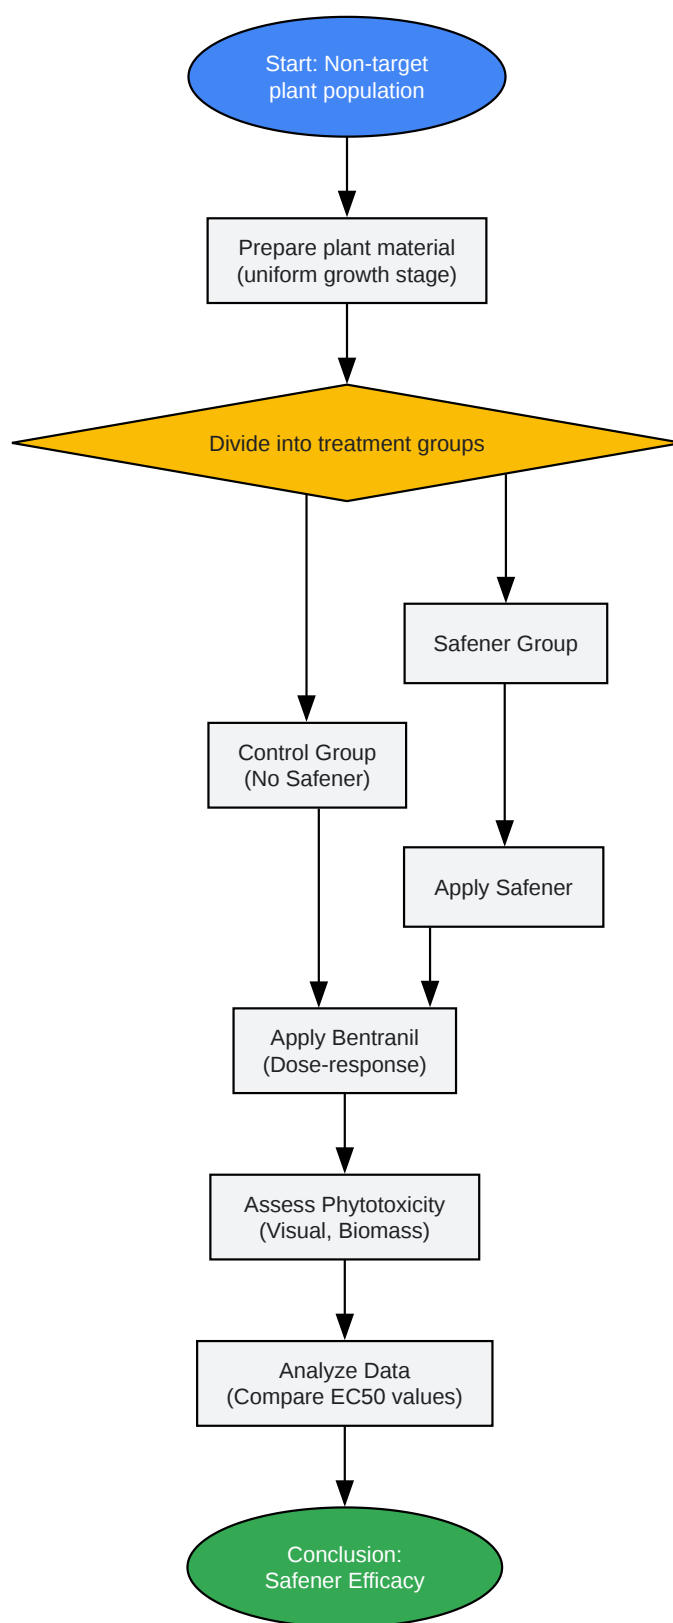 Start: Non-target
plant population
Prepare plant material
(uniform growth stage)
Divide into treatment groups
Safener Group
Control Group
(No Safener)
Apply Safener
Apply Bentranil
(Dose-response)
Assess Phytotoxicity
(Visual, Biomass)
Analyze Data
(Compare EC50 values)
Conclusion:
Safener Efficacy